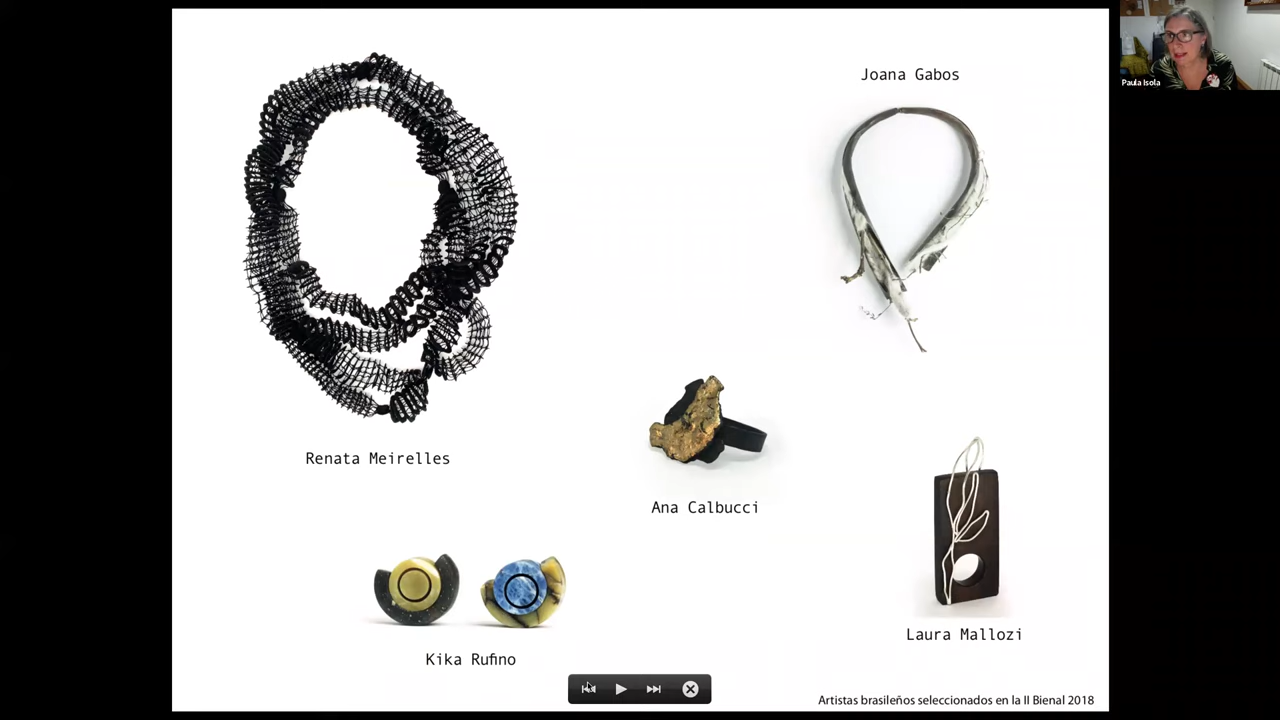 Joana Gabos
Paula Isola
Renata Meirelles
Ana Calbucci
Laura Mallozi
Kika Rufino
Artistas brasileños seleccionados en la II Bienal 2018